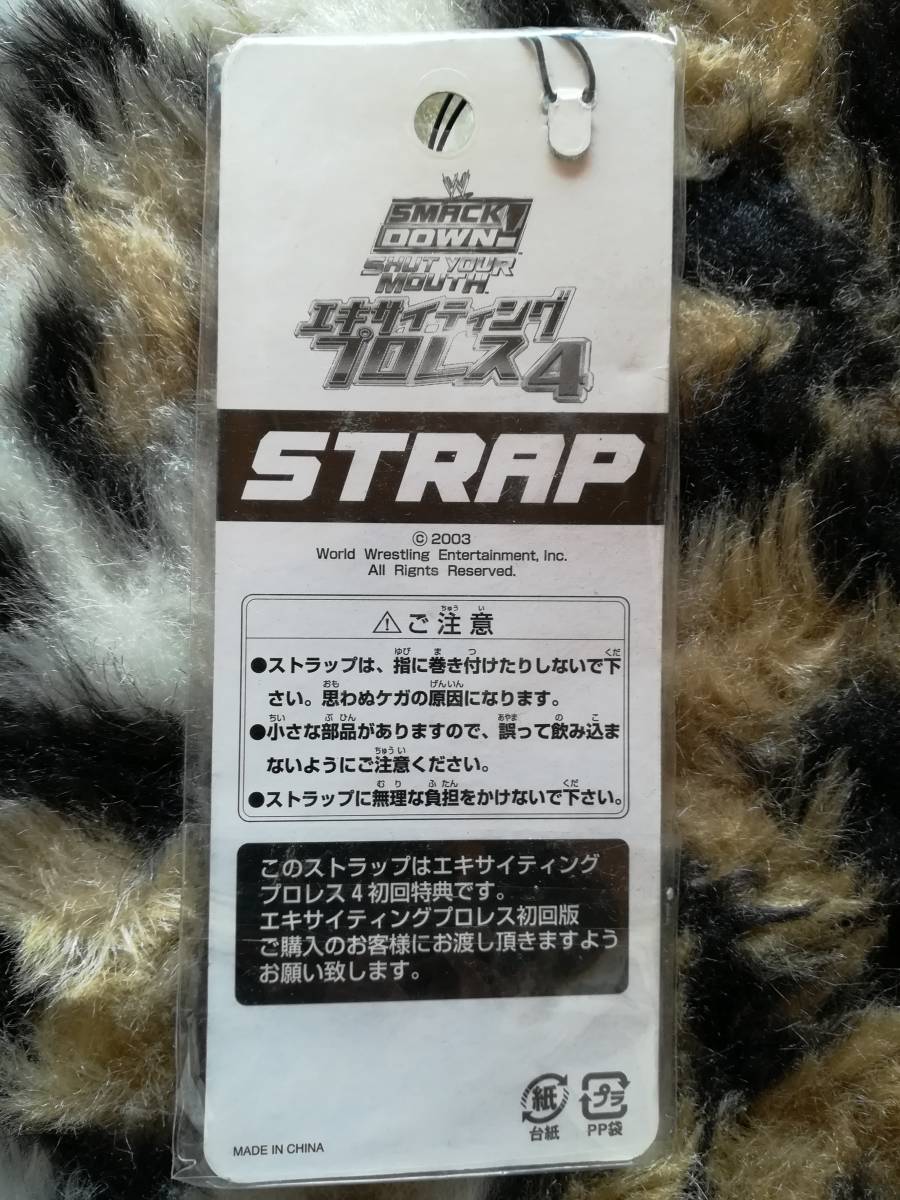 W
SMACK
DOWN!
SHUT YOUR
MOUTH™
エキサイティング
プロレス4
STRAP
© 2003
World Wrestling Entertainment, Inc.
All Rignts Reserved.
⚠ご注意
●ストラップは、指に巻き付けたりしないで下
さい。思わぬケガの原因になります。
●小さな部品がありますので、誤って飲み込ま
ないようにご注意ください。
●ストラップに無理な負担をかけないで下さい。
このストラップはエキサイティング
プロレス4初回特典です。
エキサイティングプロレス初回版
ご購入のお客様にお渡し頂きますよう
お願い致します。
紙 プラ
台紙 PP袋
MADE IN CHINA